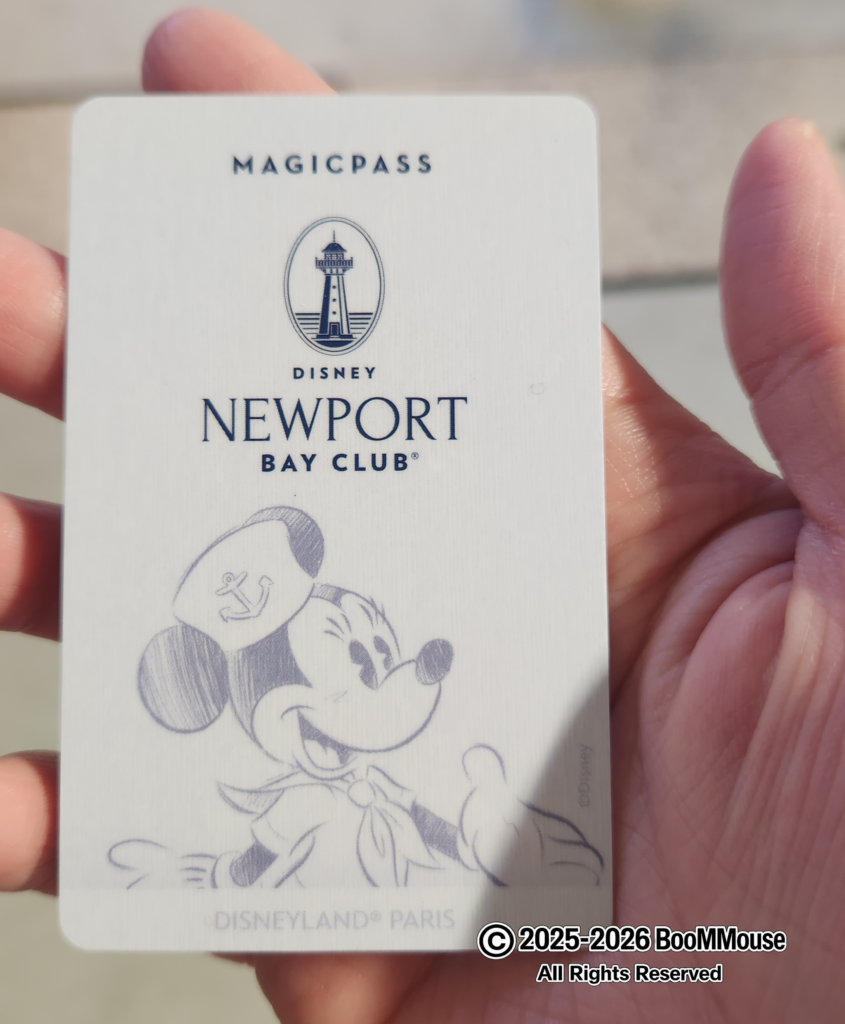 MAGICPASS
DISNEY
NEWPORT
BAY CLUB®
©Disney
DISNEYLAND® PARIS
© 2025-2026 BooMMouse
All Rights Reserved